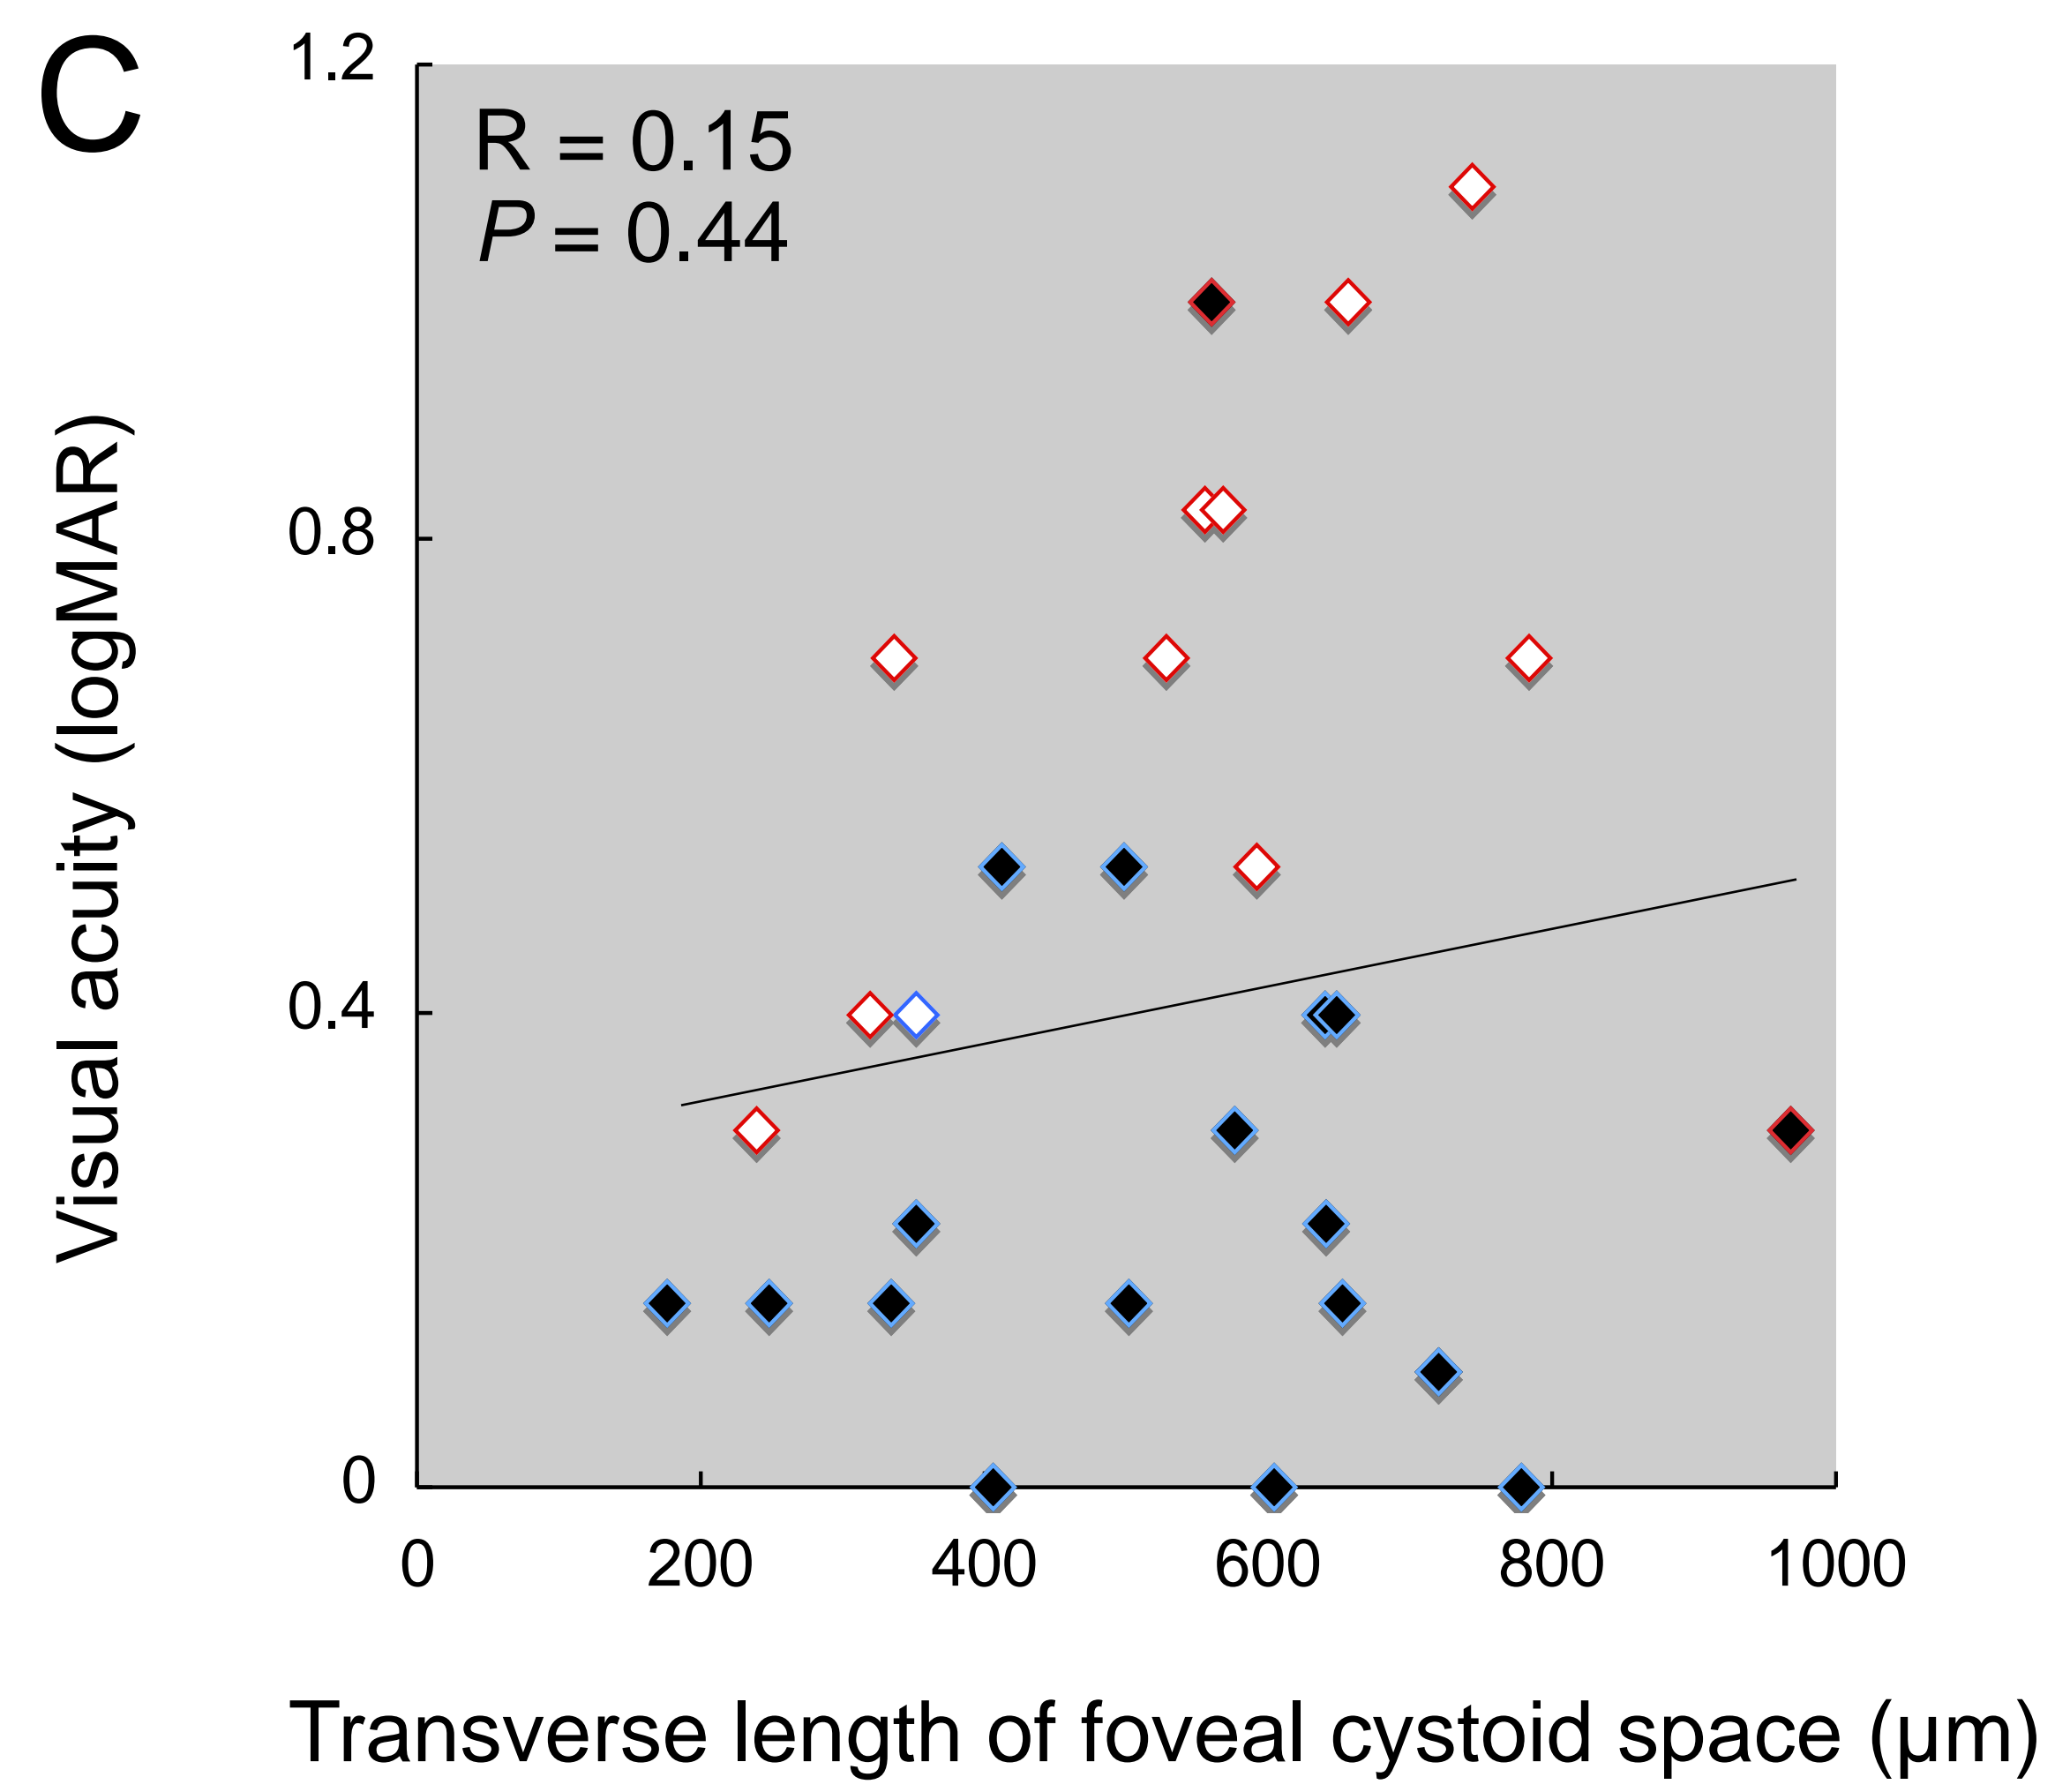 C
R = 0.15
P = 0.44
1.2
0.8
0.4
0
Visual acuity (logMAR)
0 200 400 600 800 1000
Transverse length of foveal cystoid space (µm)